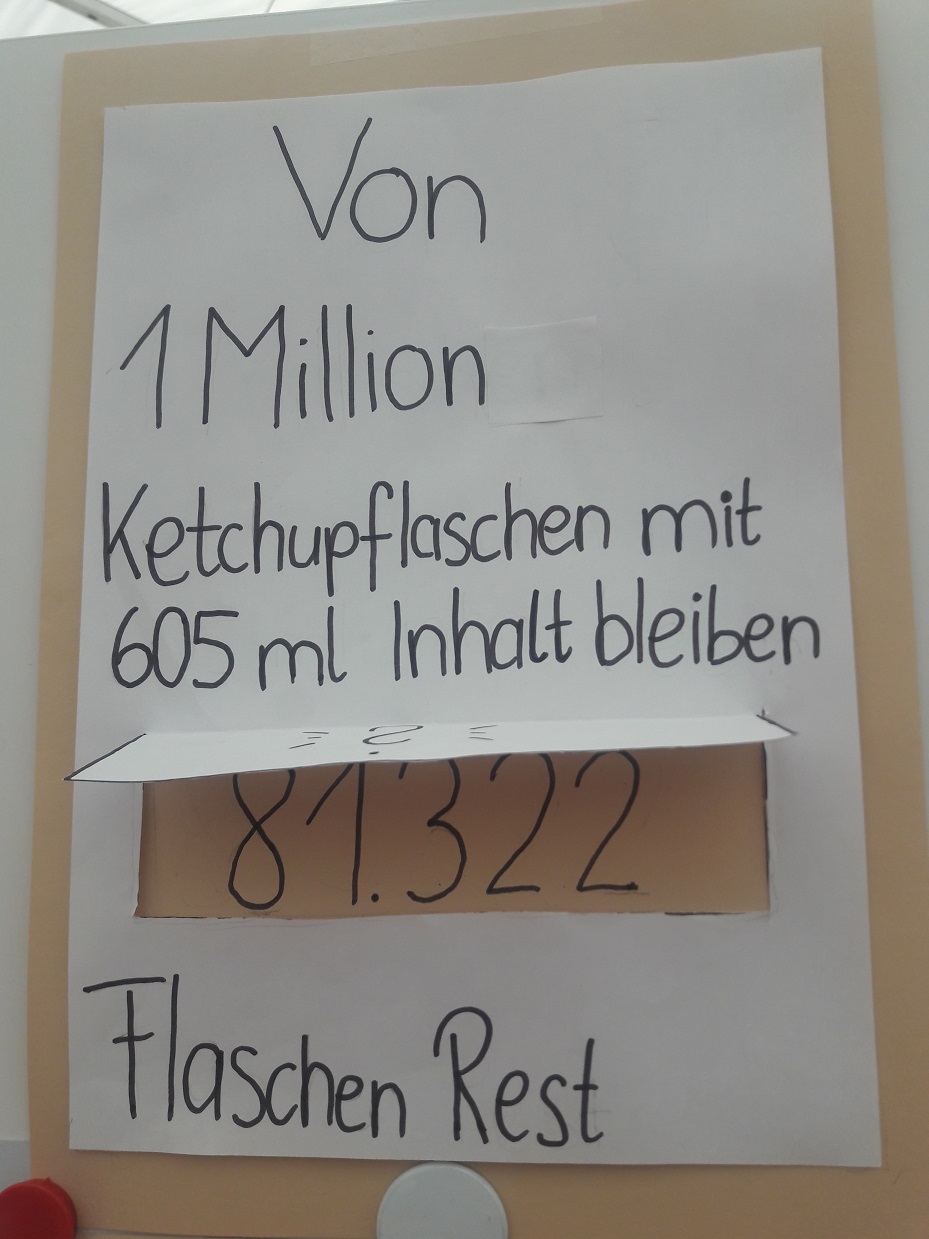 Von
1 Million
Ketchupflaschen mit
605 ml Inhalt bleiben
?
81.322
Flaschen Rest